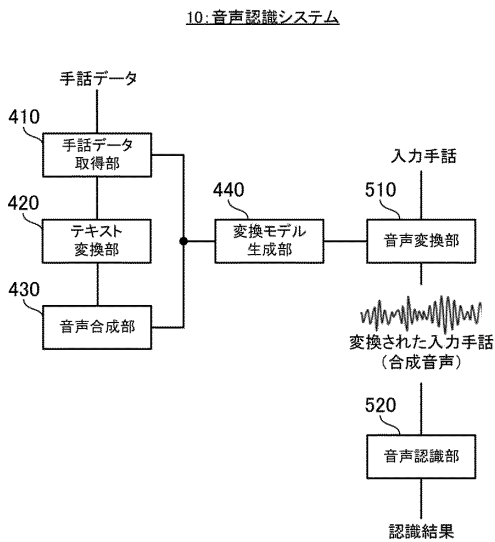 10:音声認識システム
手話データ
410
手話データ
取得部
420
テキスト
変換部
430
音声合成部
440
変換モデル
生成部
入力手話
510
音声変換部
変換された入力手話
(合成音声)
520
音声認識部
認識結果